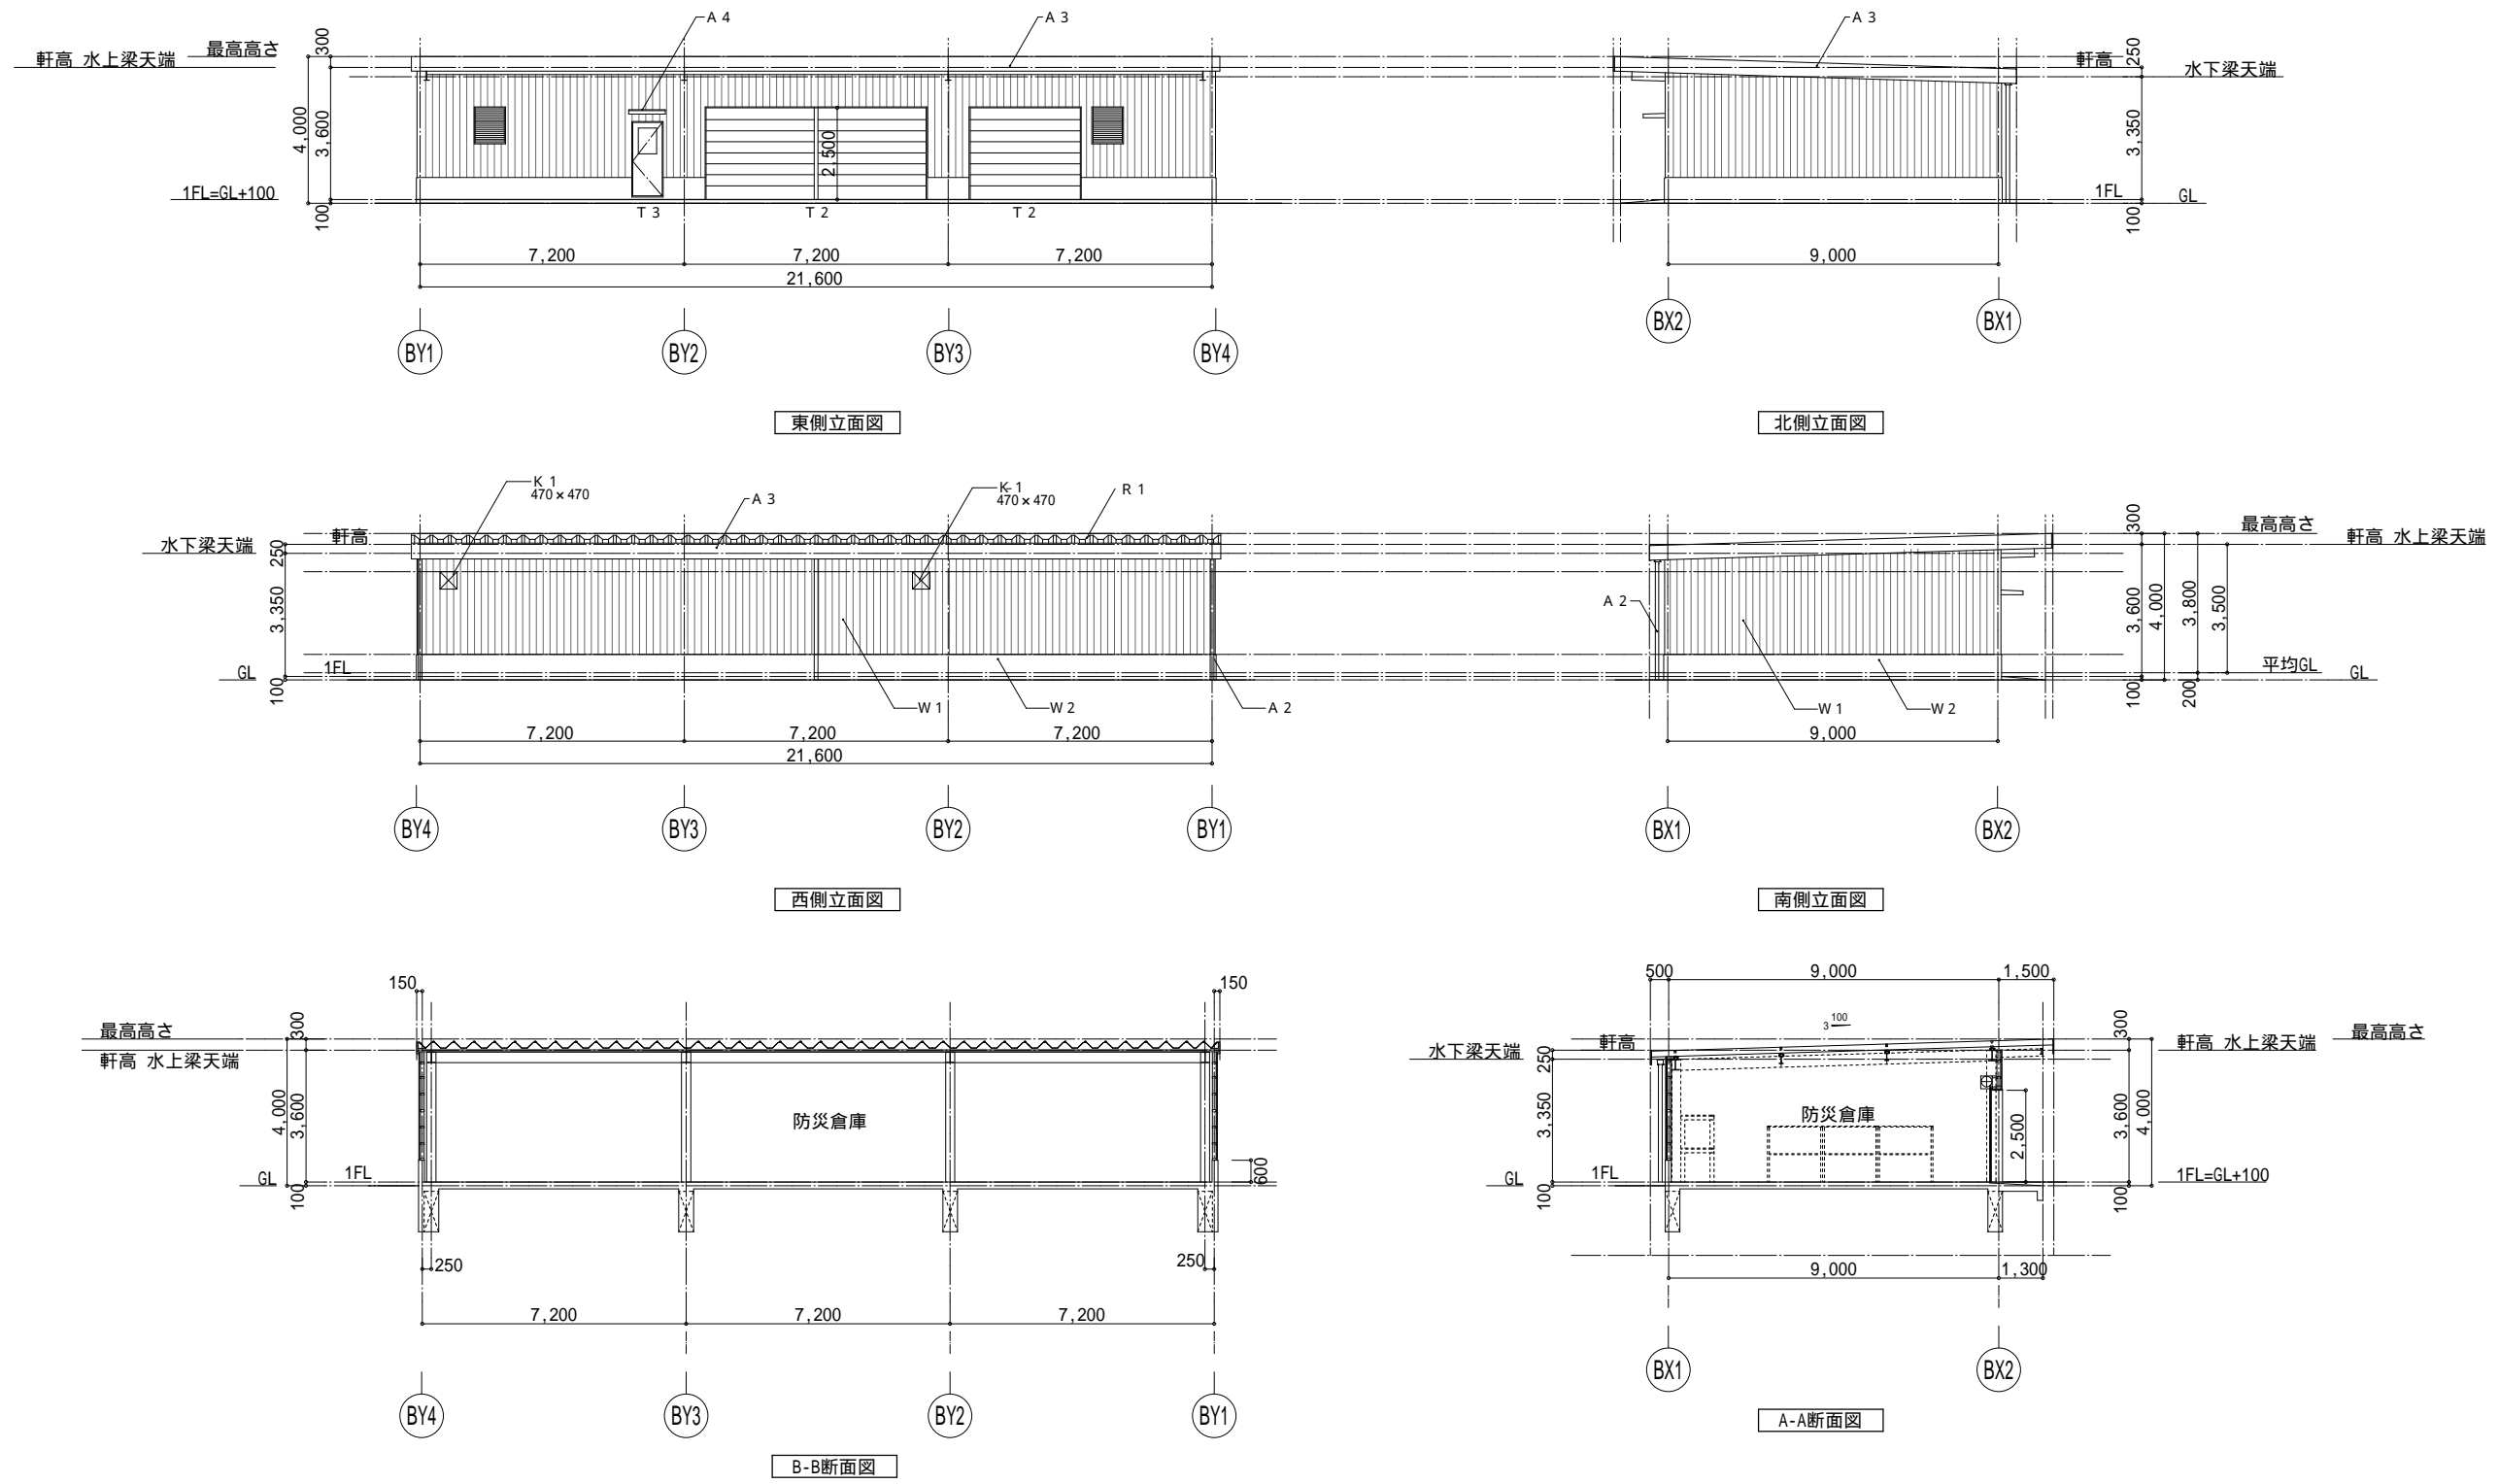 A 4
A 3
300
最高高さ
軒高 水上梁天端
4,000
3,600
2,500
1FL=GL+100
100
T 3
T 2
T 2
7,200
7,200
7,200
21,600
BY1
BY2
BY3
BY4
東側立面図
A 3
軒高
250
水下梁天端
3,350
1FL
GL
100
9,000
BX2
BX1
北側立面図
K 1
470×470
A 3
K 1
470×470
R 1
軒高
水下梁天端
250
3,350
GL
1FL
100
W 1
W 2
A 2
7,200
7,200
7,200
21,600
BY4
BY3
BY2
BY1
西側立面図
300
最高高さ
軒高 水上梁天端
A 2
3,600
4,000
3,800
3,500
平均GL
GL
100
200
W 1
W 2
9,000
BX1
BX2
南側立面図
150
150
最高高さ
300
軒高 水上梁天端
4,000
3,600
防災倉庫
600
GL
1FL
100
250
250
7,200
7,200
7,200
BY4
BY3
BY2
BY1
B-B断面図
500
9,000
1,500
100
3
300
最高高さ
軒高
軒高 水上梁天端
水下梁天端
250
3,350
防災倉庫
2,500
3,600
4,000
1FL
GL
100
1FL=GL+100
100
9,000
1,300
BX1
BX2
A-A断面図